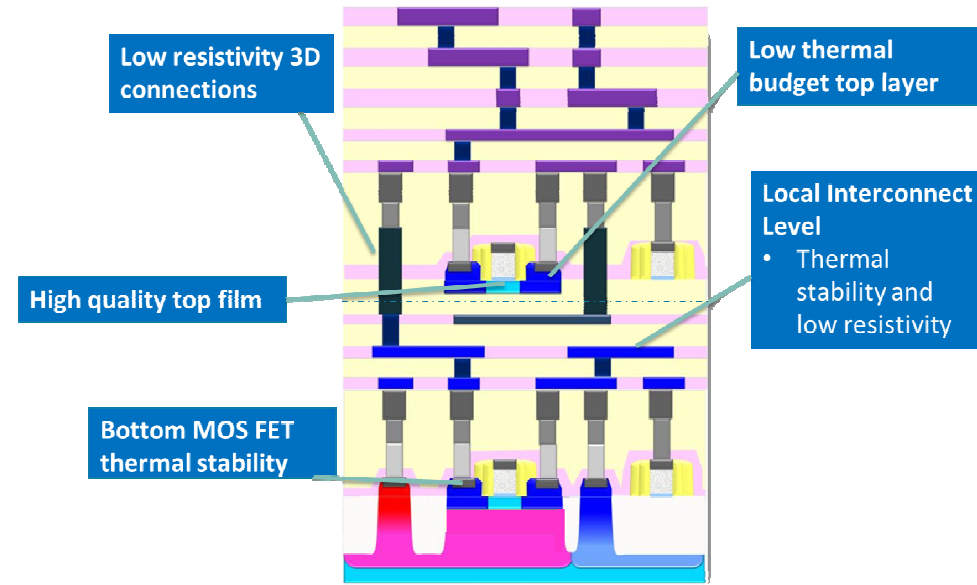 Low resistivity 3D
connections
Low thermal
budget top layer
Local Interconnect
Level
• Thermal
stability and
low resistivity
High quality top film
Bottom MOS FET
thermal stability